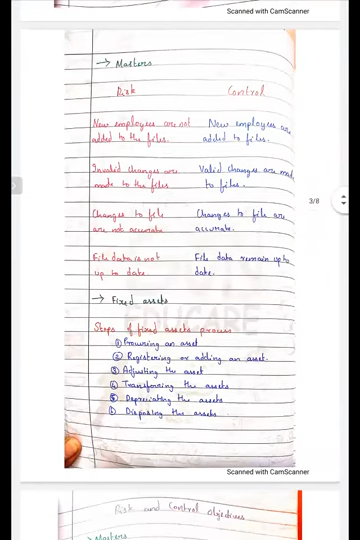 Scanned with CamScanner
→ Masters
Risk Control
New employees are not New employees are
added to the files. added to files.
Invalid changes are Valid changes are made
made to the files to files.
Changes to file Changes to file are
are not accurate accurate.
File data is not File data remain up to
up to date date.
3/8
→ Fixed assets
EDUCARE
Steps of fixed assets process
① Procuring an asset
② Registering or adding an asset.
③ Adjusting the asset
④ Transferring the assets
⑤ Depreciating the assets
⑥ Disposing the assets
Scanned with CamScanner
Risk and Control Objectives
→ Masters